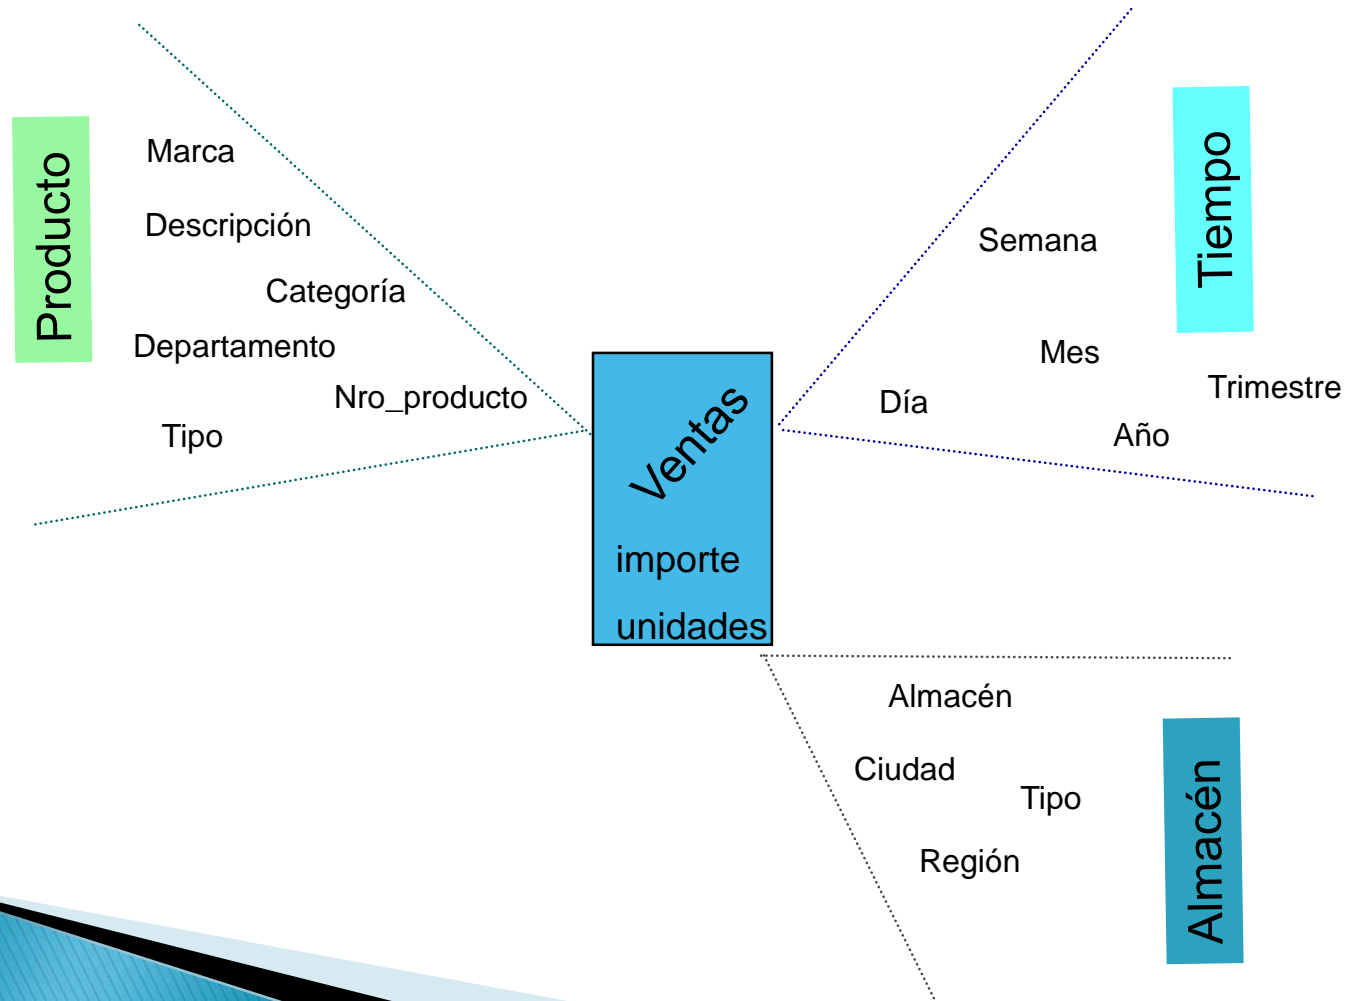 Producto
Marca
Descripción
Categoría
Departamento
Nro_producto
Tipo
Ventas
importe
unidades
Tiempo
Semana
Mes
Trimestre
Día
Año
Almacén
Ciudad
Tipo
Región
Almacén